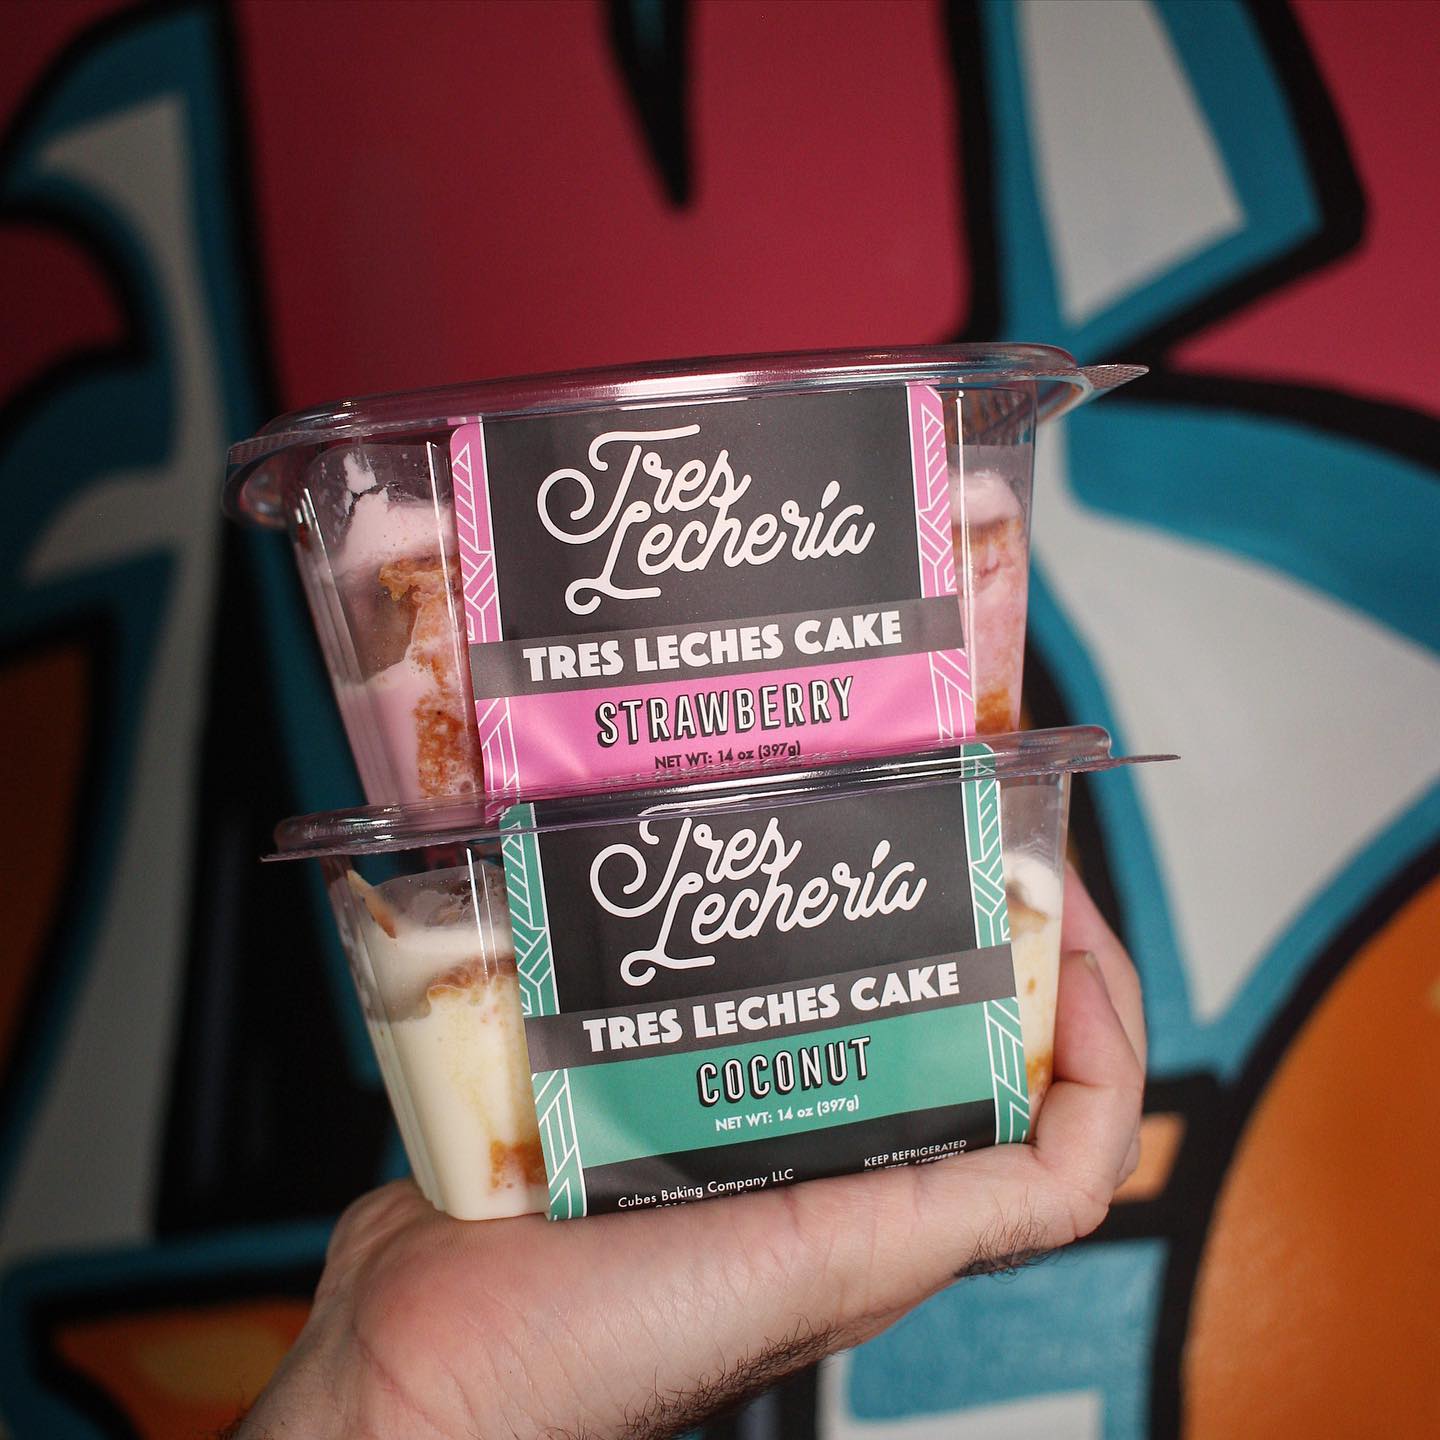 Tres
Lechería
TRES LECHES CAKE
STRAWBERRY
NET WT: 14 oz (397g)
Tres
Lechería
TRES LECHES CAKE
COCONUT
NET WT: 14 oz (397g)
KEEP REFRIGERATED
Cubes Baking Company LLC